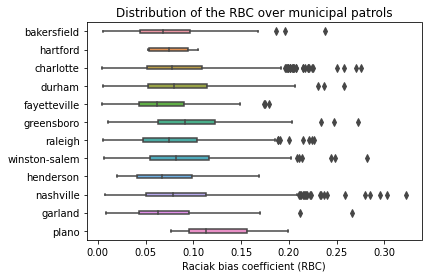 Distribution of the RBC over municipal patrols
bakersfield
hartford
charlotte
durham
fayetteville
greensboro
raleigh
winston-salem
henderson
nashville
garland
plano
0.00 0.05 0.10 0.15 0.20 0.25 0.30
Raciak bias coefficient (RBC)